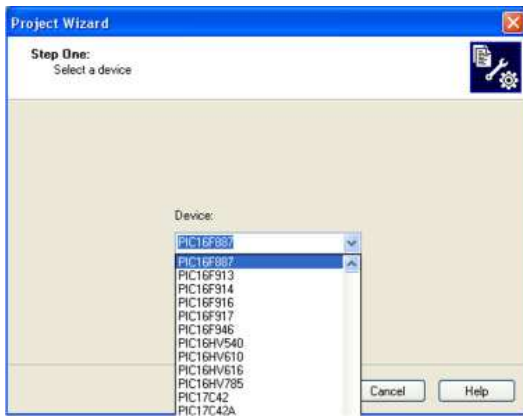 Project Wizard
Step One:
Select a device
Device:
PIC16F887
PIC16F887
PIC16F913
PIC16F914
PIC16F916
PIC16F917
PIC16F946
PIC16HV540
PIC16HV610
PIC16HV616
PIC16HV785
PIC17C42
PIC17C42A
Cancel
Help